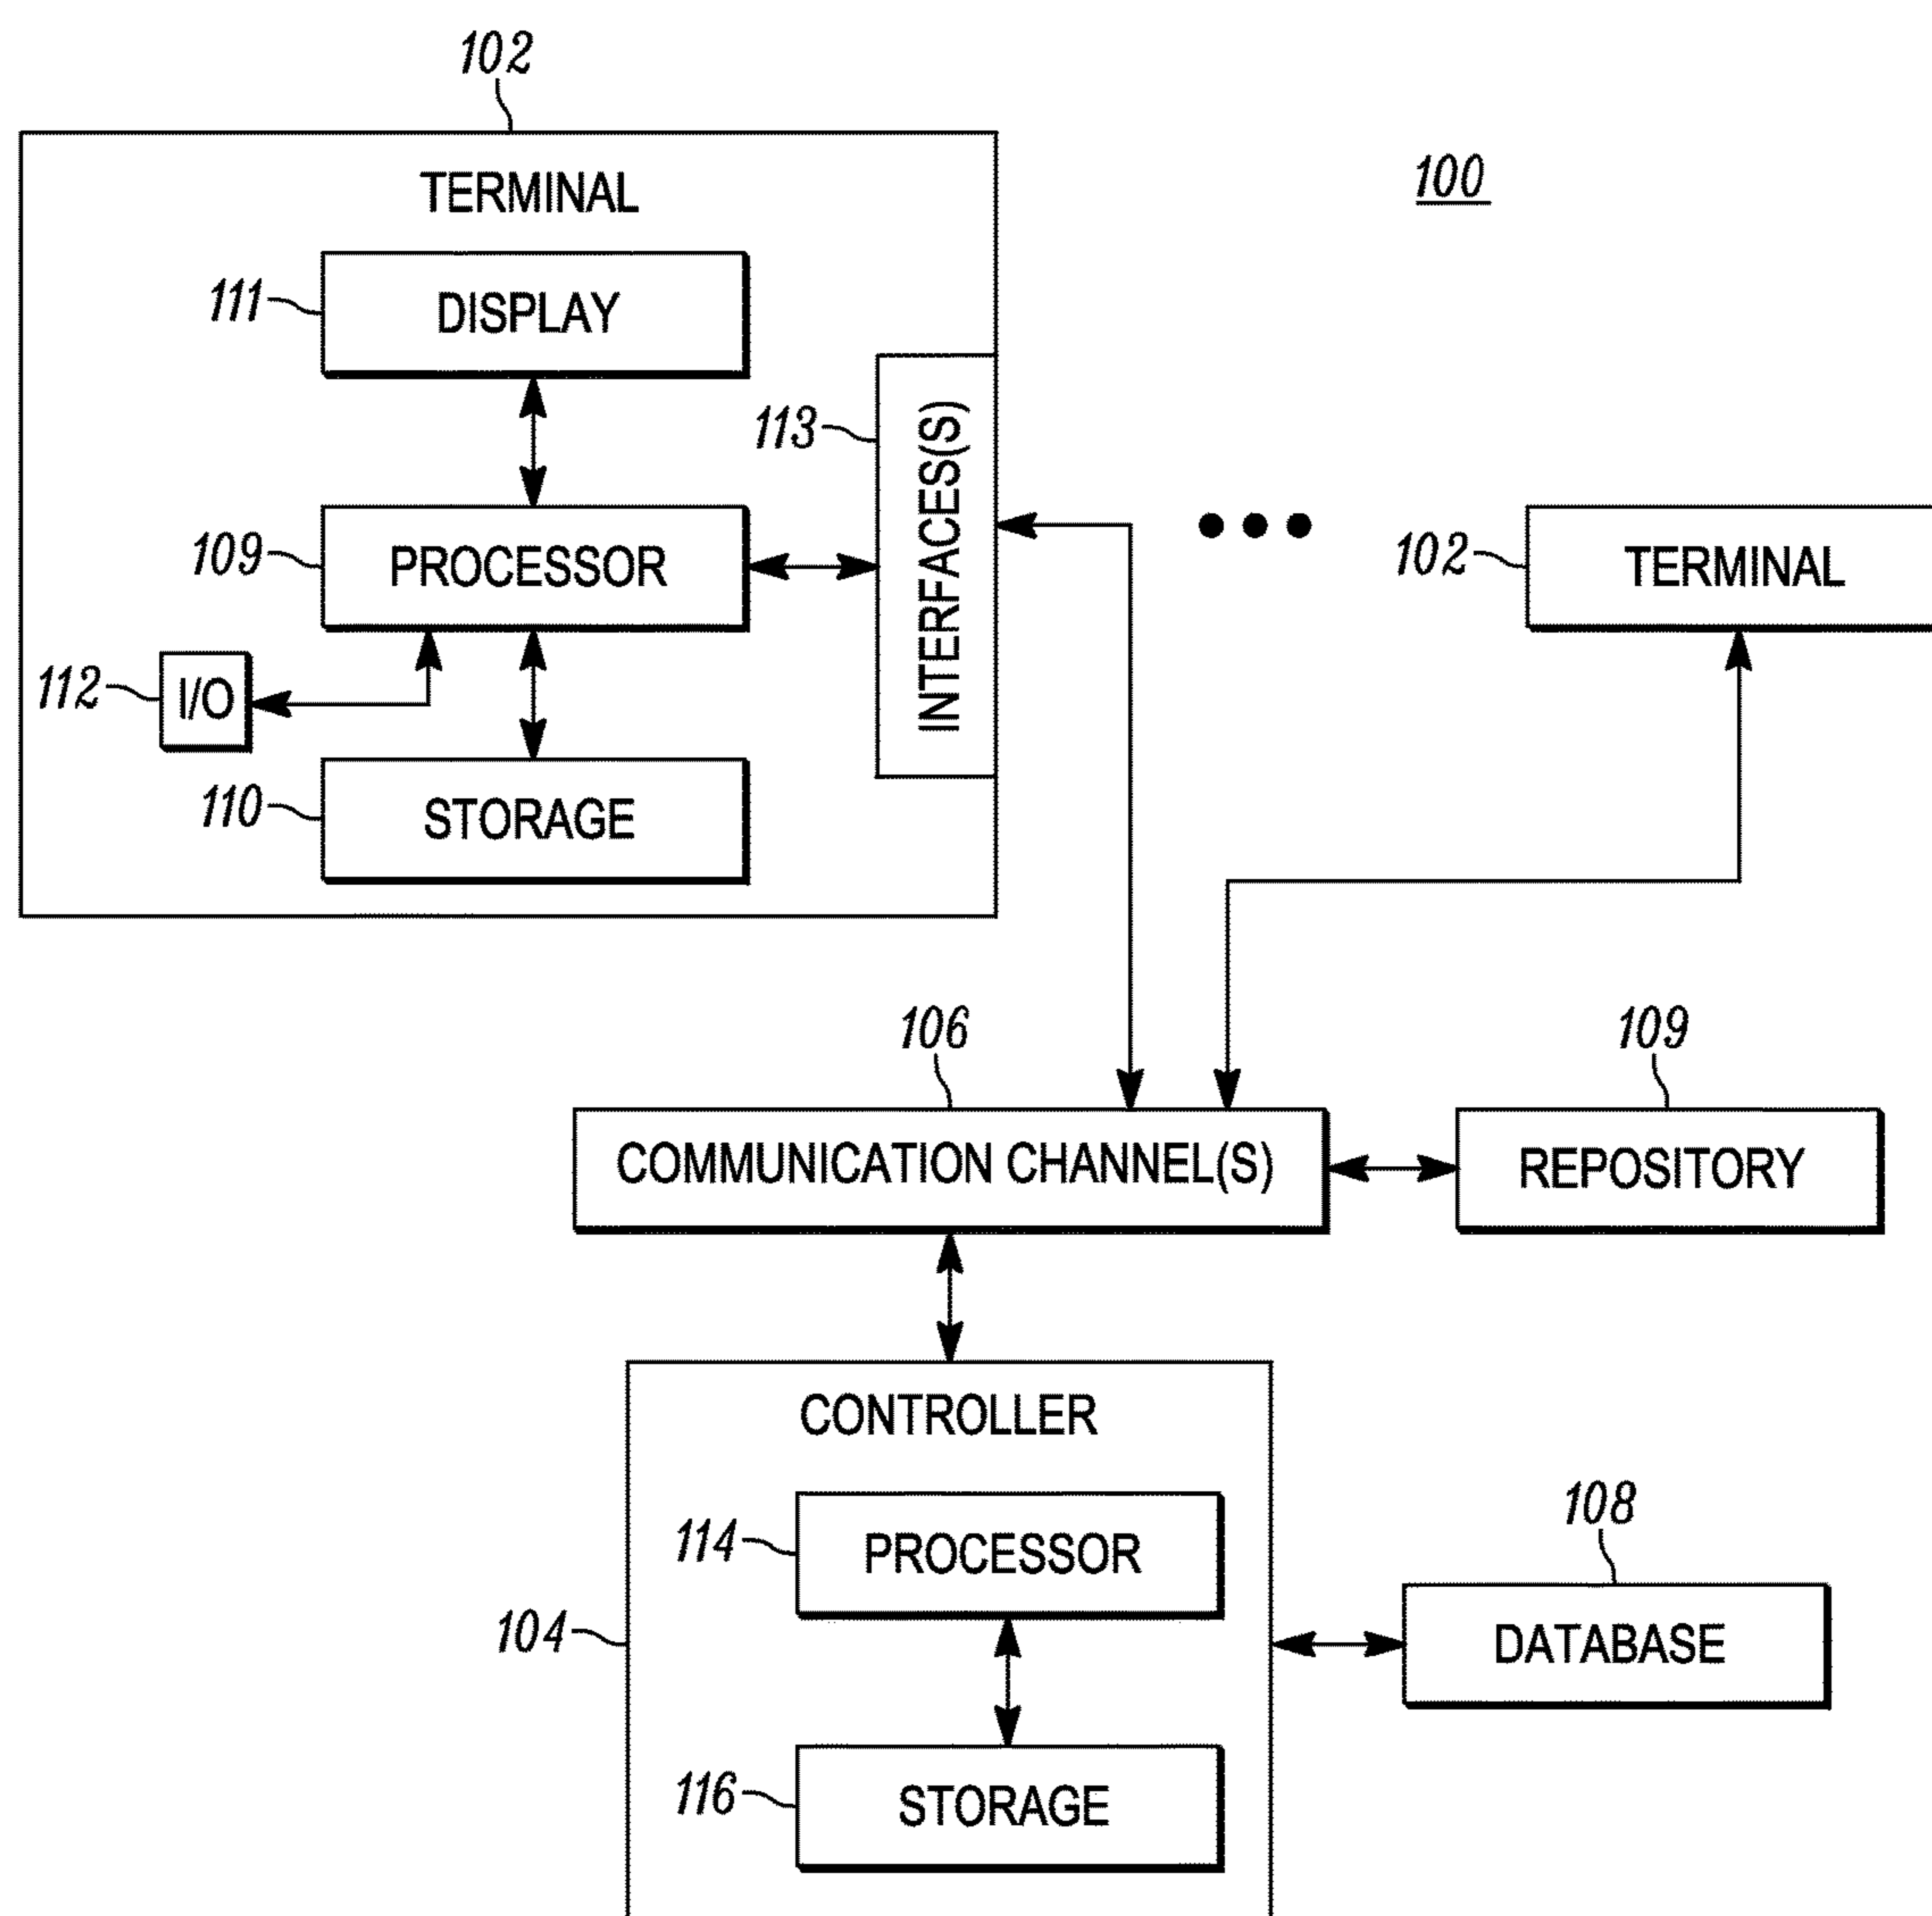 102
TERMINAL
100
111
DISPLAY
113
INTERFACES(S)
109
PROCESSOR
102
TERMINAL
112
I/O
110
STORAGE
106
109
COMMUNICATION CHANNEL(S)
REPOSITORY
CONTROLLER
114
PROCESSOR
108
104
DATABASE
116
STORAGE